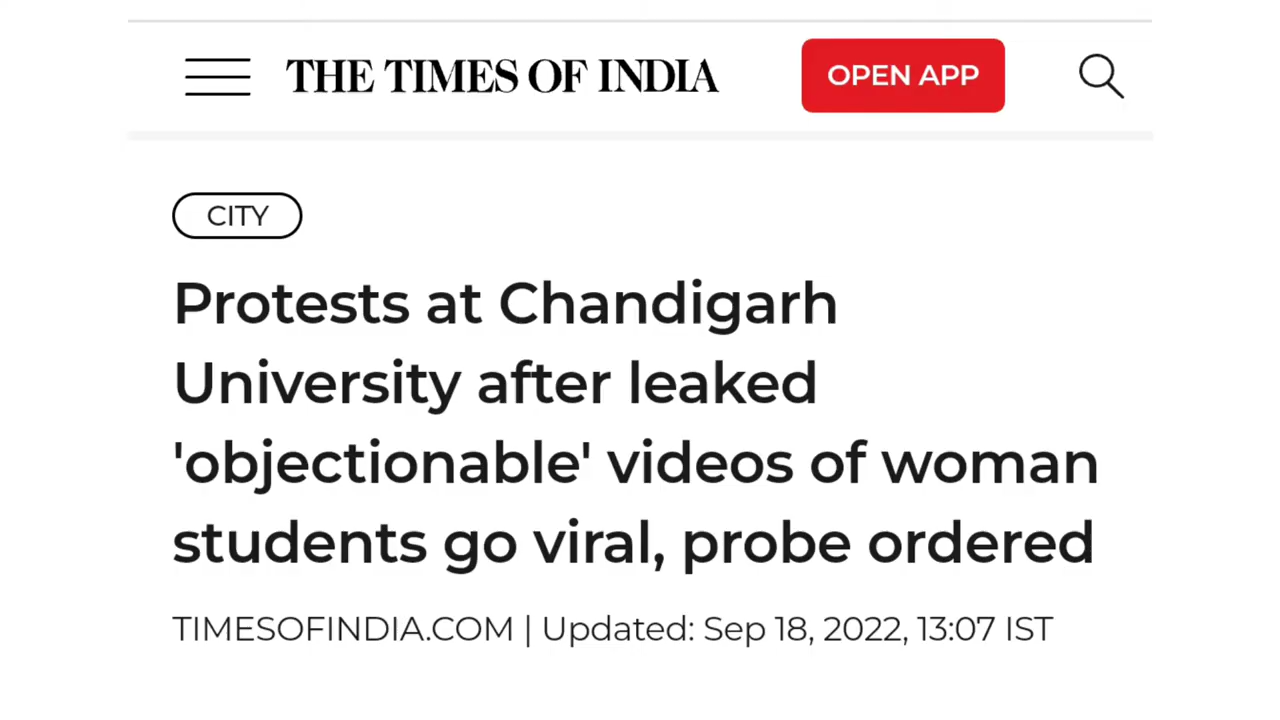 THE TIMES OF INDIA OPEN APP
CITY
Protests at Chandigarh
University after leaked
'objectionable' videos of woman
students go viral, probe ordered
TIMESOFINDIA.COM | Updated: Sep 18, 2022, 13:07 IST